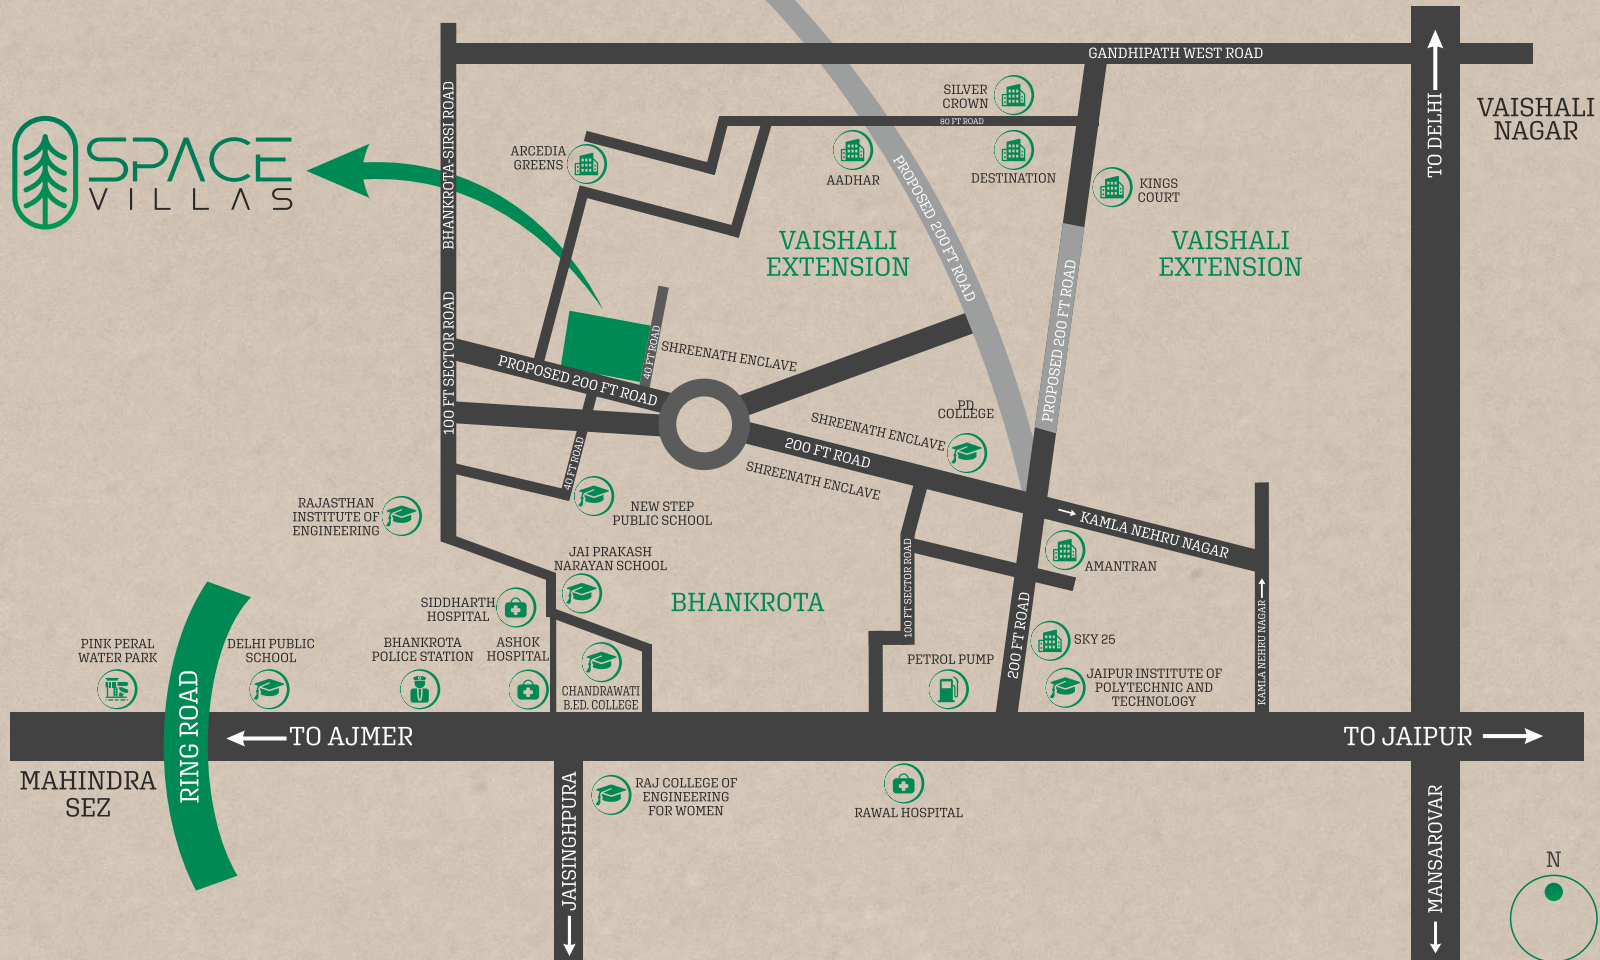 GANDHIPATH WEST ROAD
TO DELHI
VAISHALI
NAGAR
BHANKROTA-SIRSI ROAD
SPACE
VILLAS
SILVER
CROWN
80 FT ROAD
ARCEDIA
GREENS
AADHAR
DESTINATION
KINGS
COURT
PROPOSED 200FT ROAD
VAISHALI
EXTENSION
VAISHALI
EXTENSION
PROPOSED 200 FT ROAD
100 FT SECTOR ROAD
PROPOSED 200 FT ROAD
40 FT ROAD
SHREENATH ENCLAVE
PD
COLLEGE
SHREENATH ENCLAVE
200 FT ROAD
SHREENATH ENCLAVE
40 FT ROAD
RAJASTHAN
INSTITUTE OF
ENGINEERING
NEW STEP
PUBLIC SCHOOL
KAMLA NEHRU NAGAR
JAI PRAKASH
NARAYAN SCHOOL
100 FT SECTOR ROAD
AMANTRAN
SIDDHARTH
HOSPITAL
BHANKROTA
200 FT ROAD
KAMLA NEHRU NAGAR
PINK PERAL
WATER PARK
DELHI PUBLIC
SCHOOL
BHANKROTA
POLICE STATION
ASHOK
HOSPITAL
CHANDRAWATI
B.ED. COLLEGE
PETROL PUMP
SKY 25
JAIPUR INSTITUTE OF
POLYTECHNIC AND
TECHNOLOGY
RING ROAD
TO AJMER
TO JAIPUR
MAHINDRA
SEZ
JAISINGHPURA
RAJ COLLEGE OF
ENGINEERING
FOR WOMEN
RAWAL HOSPITAL
MANSAROVAR
N